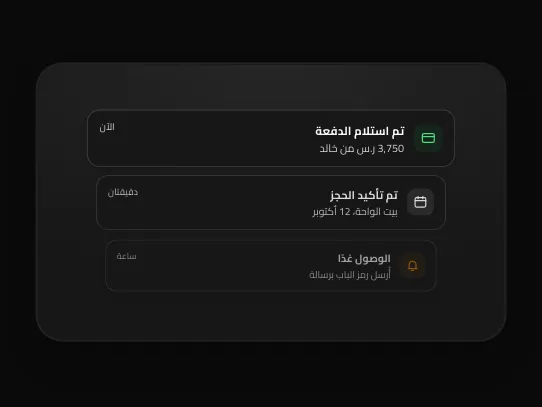 تم استلام الدفعة
الآن
3,750 ر.س من خالد
تم تأكيد الحجز
دقيقتان
بيت الواحة، 12 أكتوبر
الوصول غدًا
ساعة
أرسل رمز الباب برسالة